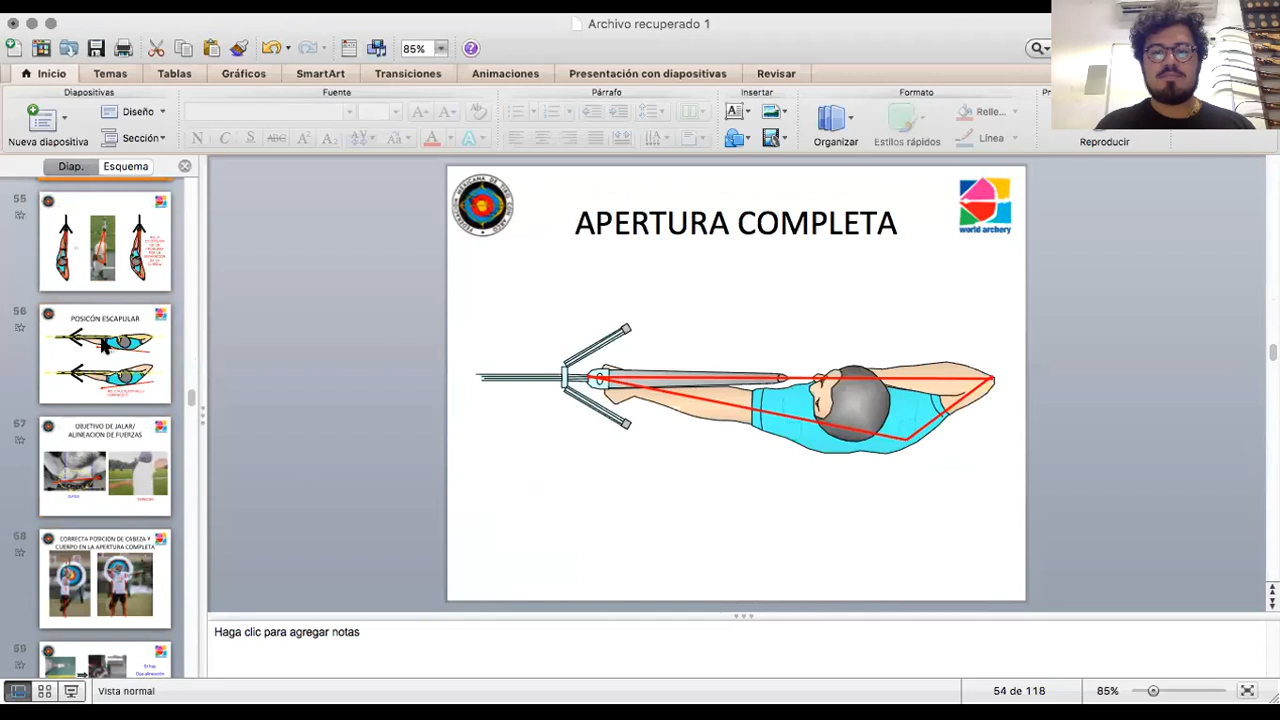 Archivo recuperado 1
85%
Inicio
Temas
Tablas
Gráficos
SmartArt
Transiciones
Animaciones
Presentación con diapositivas
Revisar
Diapositivas
Fuente
Párrafo
Insertar
Formato
Nueva diapositiva
Diseño
Sección
Organizar
Estilos rápidos
Relle...
Línea
Reproducir
Diap.
Esquema
55
56
POSICÓN ESCAPULAR
57
OBJETIVO DE JALAR/
ALINEACION DE FUERZAS
58
CORRECTA POSICION DE CABEZA Y
CUERPO EN LA APERTURA COMPLETA
59
APERTURA COMPLETA
world archery
Haga clic para agregar notas
Vista normal
54 de 118
85%